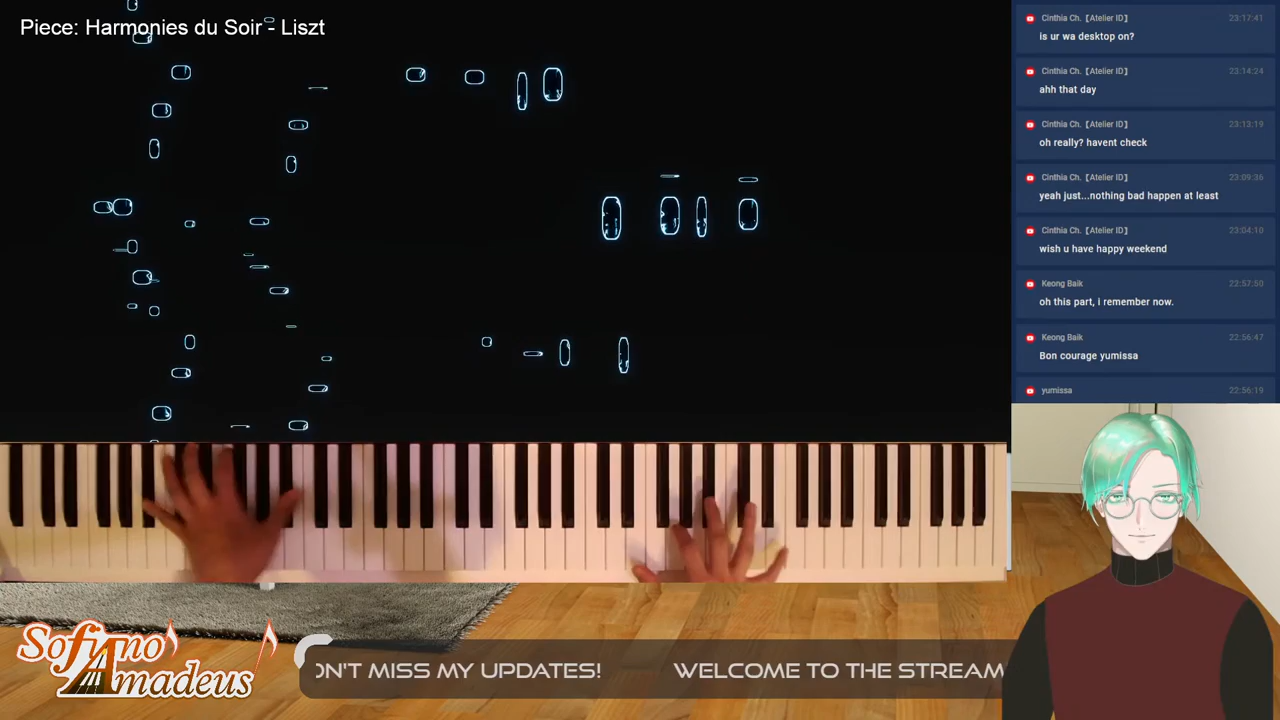 Piece: Harmonies du Soir - Liszt
Cinthia Ch.【Atelier ID】 23:17:41
is ur wa desktop on?
Cinthia Ch.【Atelier ID】 23:14:24
ahh that day
Cinthia Ch.【Atelier ID】 23:13:19
oh really? havent check
Cinthia Ch.【Atelier ID】 23:09:36
yeah just...nothing bad happen at least
Cinthia Ch.【Atelier ID】 23:04:10
wish u have happy weekend
Keong Baik 22:57:50
oh this part, i remember now.
Keong Baik 22:56:47
Bon courage yumissa
yumissa 22:56:19
Sofiano
Amadeus
ON'T MISS MY UPDATES! WELCOME TO THE STREAM